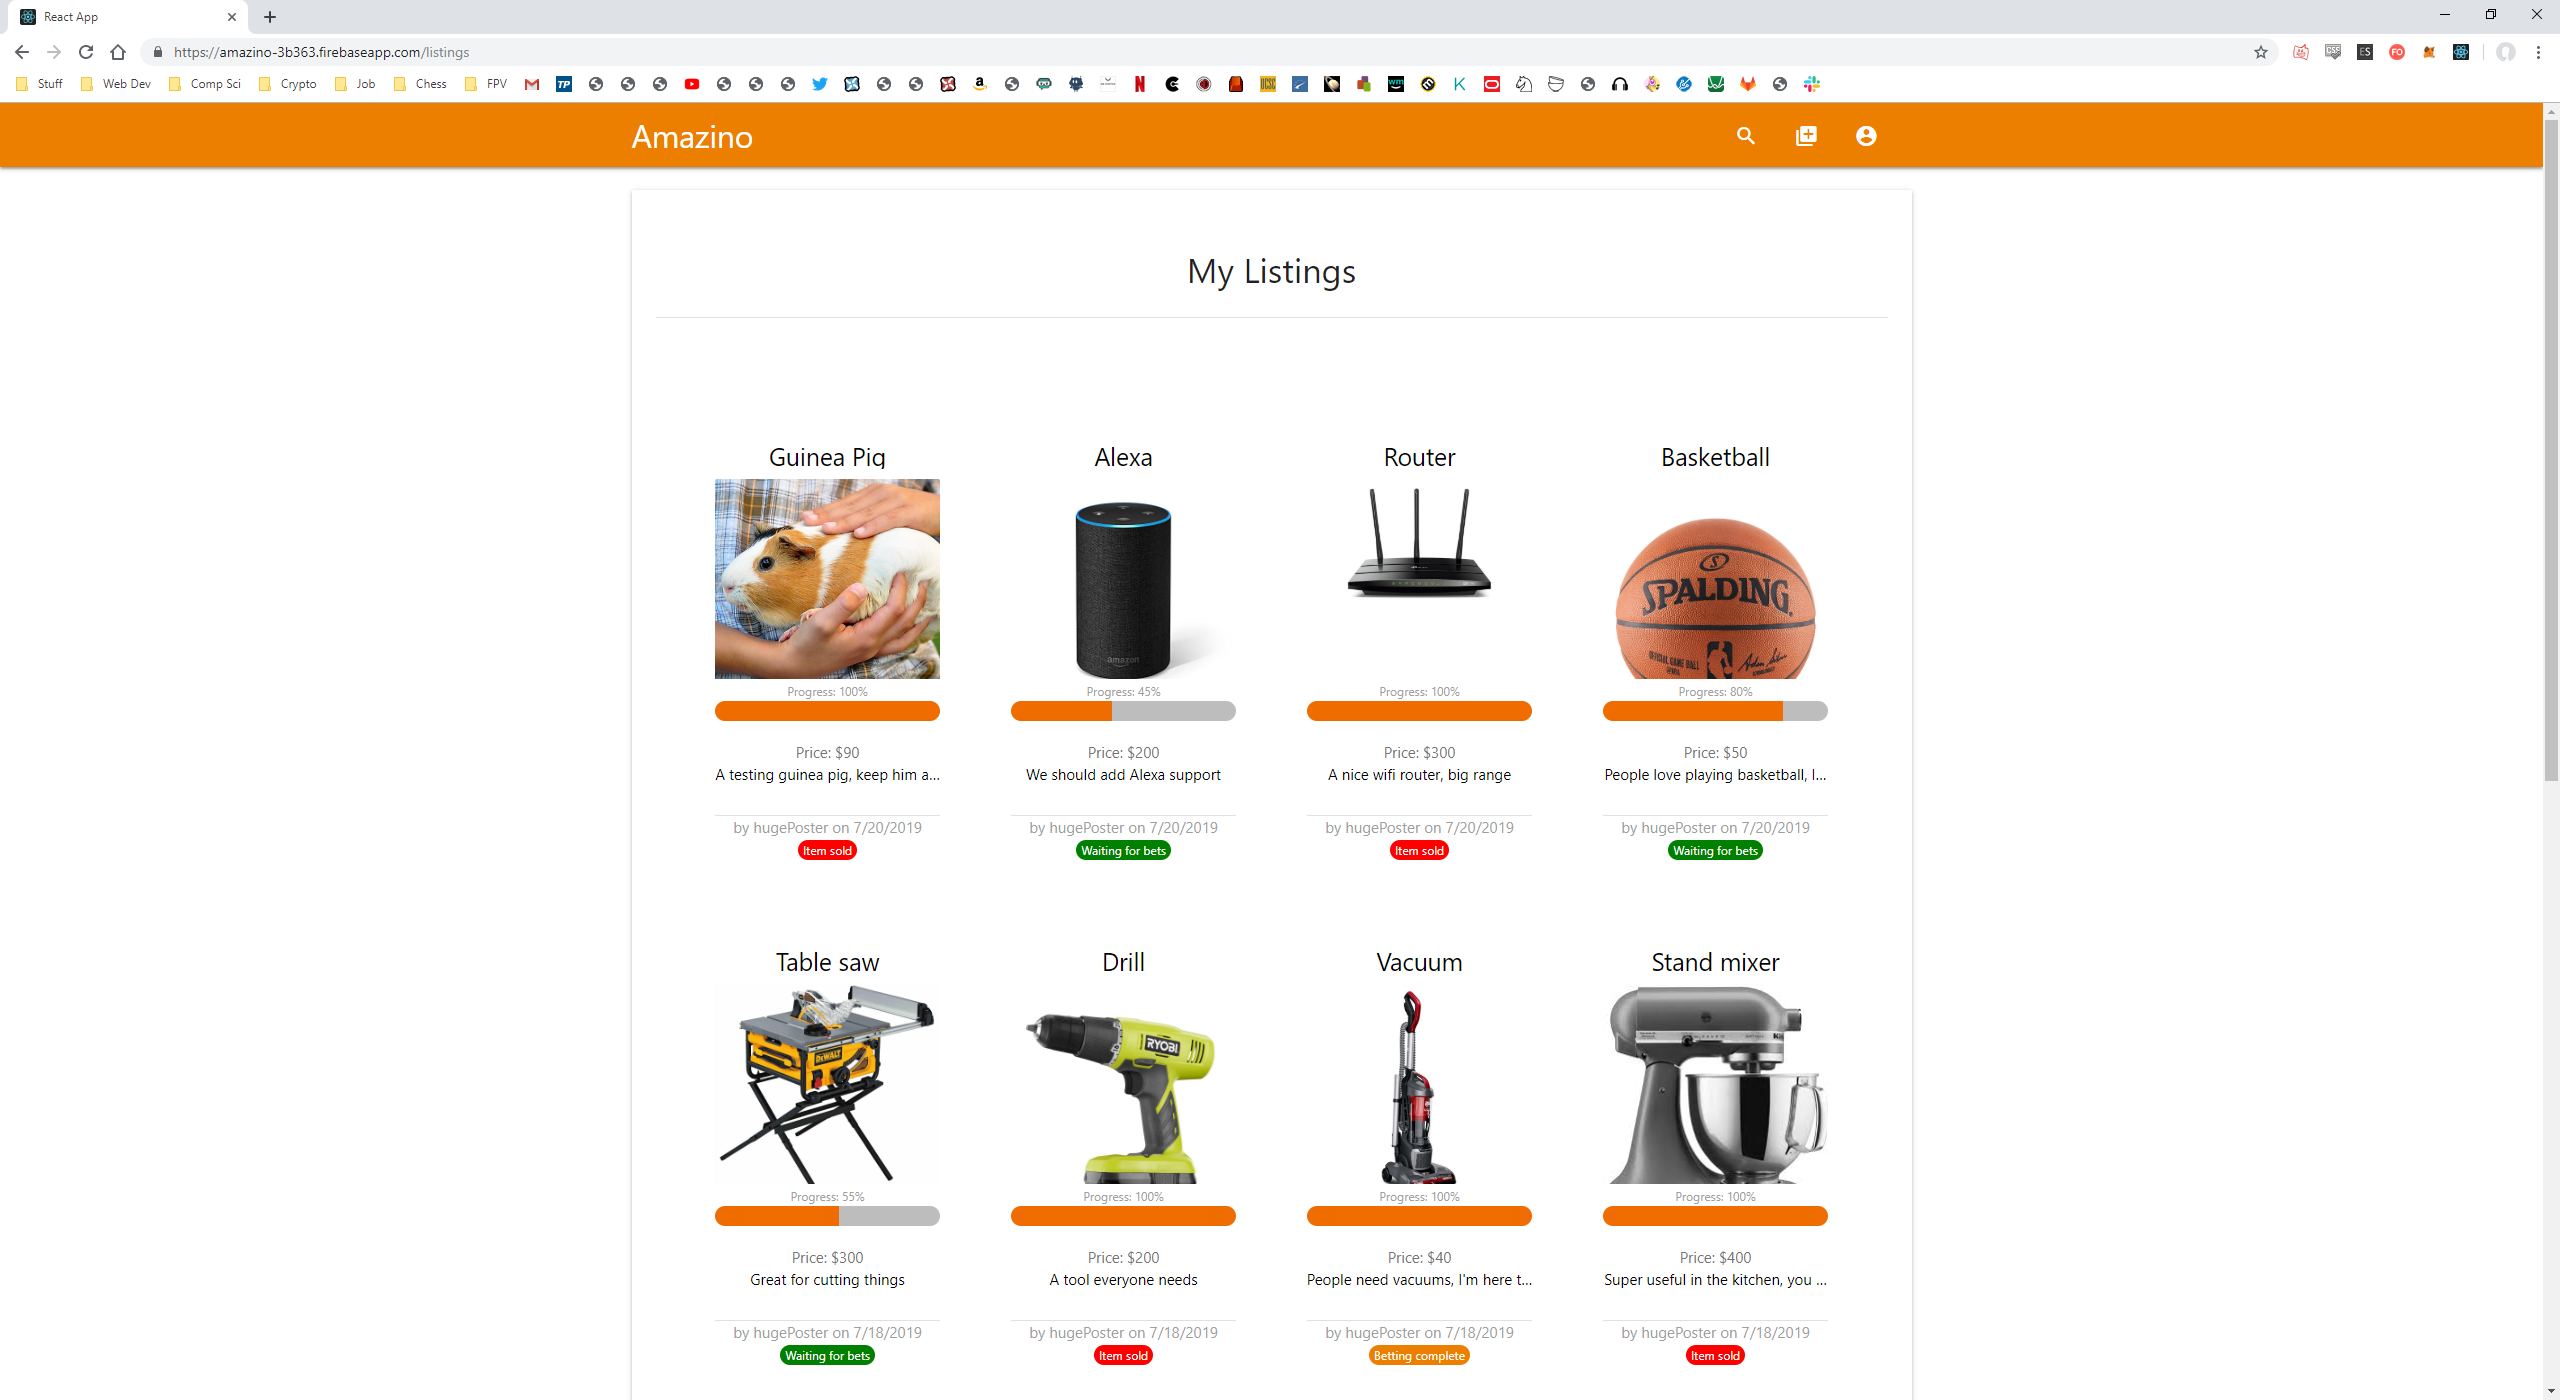 React App
https://amazino-3b363.firebaseapp.com/listings
Stuff Web Dev Comp Sci Crypto Job Chess FPV
Amazino
My Listings
Guinea Pig Alexa Router Basketball
amazon
SPALDING
OFFICIAL GAME BALL
Progress: 100% Progress: 45% Progress: 100% Progress: 80%
Price: $90 Price: $200 Price: $300 Price: $50
A testing guinea pig, keep him a... We should add Alexa support A nice wifi router, big range People love playing basketball, I...
by hugePoster on 7/20/2019 by hugePoster on 7/20/2019 by hugePoster on 7/20/2019 by hugePoster on 7/20/2019
Item sold Waiting for bets Item sold Waiting for bets
Table saw Drill Vacuum Stand mixer
DEWALT RYOBI
Progress: 55% Progress: 100% Progress: 100% Progress: 100%
Price: $300 Price: $200 Price: $40 Price: $400
Great for cutting things A tool everyone needs People need vacuums, I'm here t... Super useful in the kitchen, you ...
by hugePoster on 7/18/2019 by hugePoster on 7/18/2019 by hugePoster on 7/18/2019 by hugePoster on 7/18/2019
Waiting for bets Item sold Betting complete Item sold